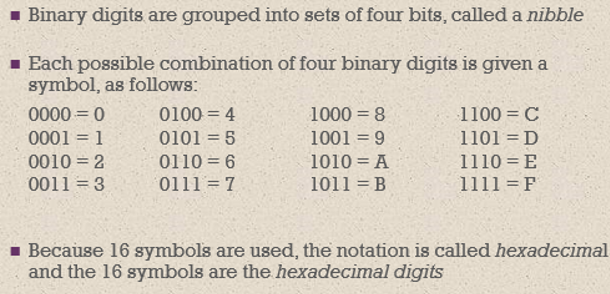 ▪ Binary digits are grouped into sets of four bits, called a nibble
▪ Each possible combination of four binary digits is given a
symbol, as follows:
0000 = 0 0100 = 4 1000 = 8 1100 = C
0001 = 1 0101 = 5 1001 = 9 1101 = D
0010 = 2 0110 = 6 1010 = A 1110 = E
0011 = 3 0111 = 7 1011 = B 1111 = F
▪ Because 16 symbols are used, the notation is called hexadecimal
and the 16 symbols are the hexadecimal digits